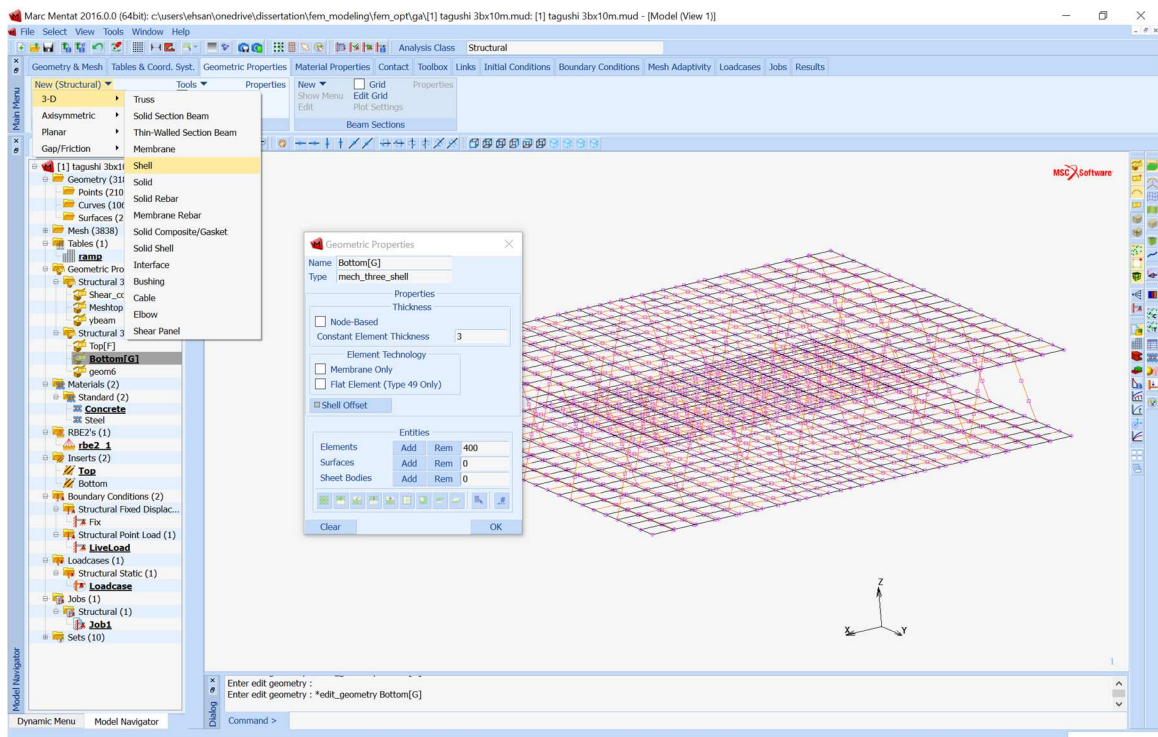 Marc Mentat 2016.0.0 (64bit): c:\users\ehsan\onedrive\dissertation\fem_modeling\fem_opt\ga\[1] tagushi 3bx10m.mud: [1] tagushi 3bx10m.mud - [Model (View 1)]
File Select View Tools Window Help
Analysis Class Structural
Geometry & Mesh Tables & Coord. Syst. Geometric Properties Material Properties Contact Toolbox Links Initial Conditions Boundary Conditions Mesh Adaptivity Loadcases Jobs Results
New (Structural) Tools Properties New Grid Properties
Show Menu Edit Grid
Edit Plot Settings
Beam Sections
Main Menu
3-D
Axisymmetric
Planar
Gap/Friction
Truss
Solid Section Beam
Thin-Walled Section Beam
Membrane
Shell
Solid
Solid Rebar
Membrane Rebar
Solid Composite/Gasket
Solid Shell
Interface
Bushing
Cable
Elbow
Shear Panel
[1] tagushi 3bx1
Geometry (31
Points (210
Curves (106
Surfaces (2
Mesh (3838)
Tables (1)
ramp
Geometric Pro
Structural 3
Shear_co
Meshtop
ybeam
Structural 3
Top[F]
Bottom[G]
geom6
Materials (2)
Standard (2)
Concrete
Steel
RBE2's (1)
rbe2_1
Inserts (2)
Top
Bottom
Boundary Conditions (2)
Structural Fixed Displac...
Fix
Structural Point Load (1)
LiveLoad
Loadcases (1)
Structural Static (1)
Loadcase
Jobs (1)
Structural (1)
Job1
Sets (10)
Model Navigator
Dynamic Menu Model Navigator
Geometric Properties
Name Bottom[G]
Type mech_three_shell
Properties
Thickness
Node-Based
Constant Element Thickness 3
Element Technology
Membrane Only
Flat Element (Type 49 Only)
Shell Offset
Entities
Elements Add Rem 400
Surfaces Add Rem 0
Sheet Bodies Add Rem 0
Clear OK
MSC Software
Z
X Y
1
Dialog
Enter edit geometry :
Enter edit geometry : *edit_geometry Bottom[G]
Command >